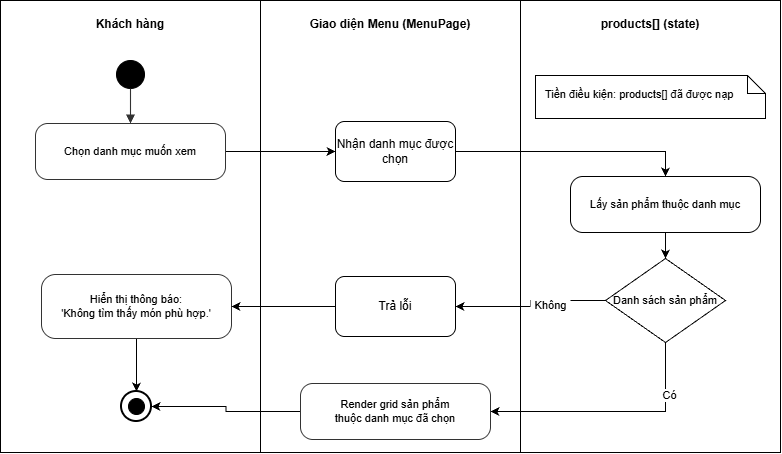 Khách hàng
Giao diện Menu (MenuPage)
products[] (state)
Tiền điều kiện: products[] đã được nạp
Chọn danh mục muốn xem
Nhận danh mục được
chọn
Lấy sản phẩm thuộc danh mục
Danh sách sản phẩm
Không
Trả lỗi
Hiển thị thông báo:
'Không tìm thấy món phù hợp.'
Có
Render grid sản phẩm
thuộc danh mục đã chọn